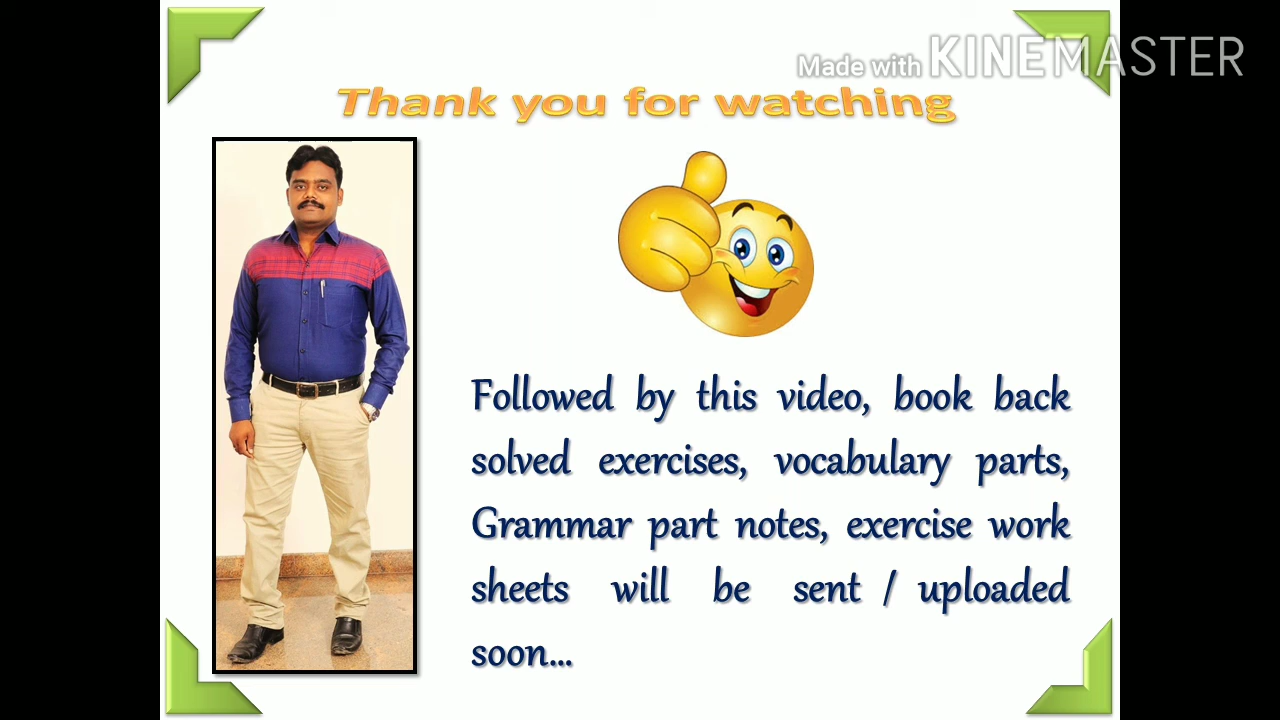 Made with KINEMASTER
Thank you for watching
Followed by this video, book back
solved exercises, vocabulary parts,
Grammar part notes, exercise work
sheets will be sent / uploaded
soon...